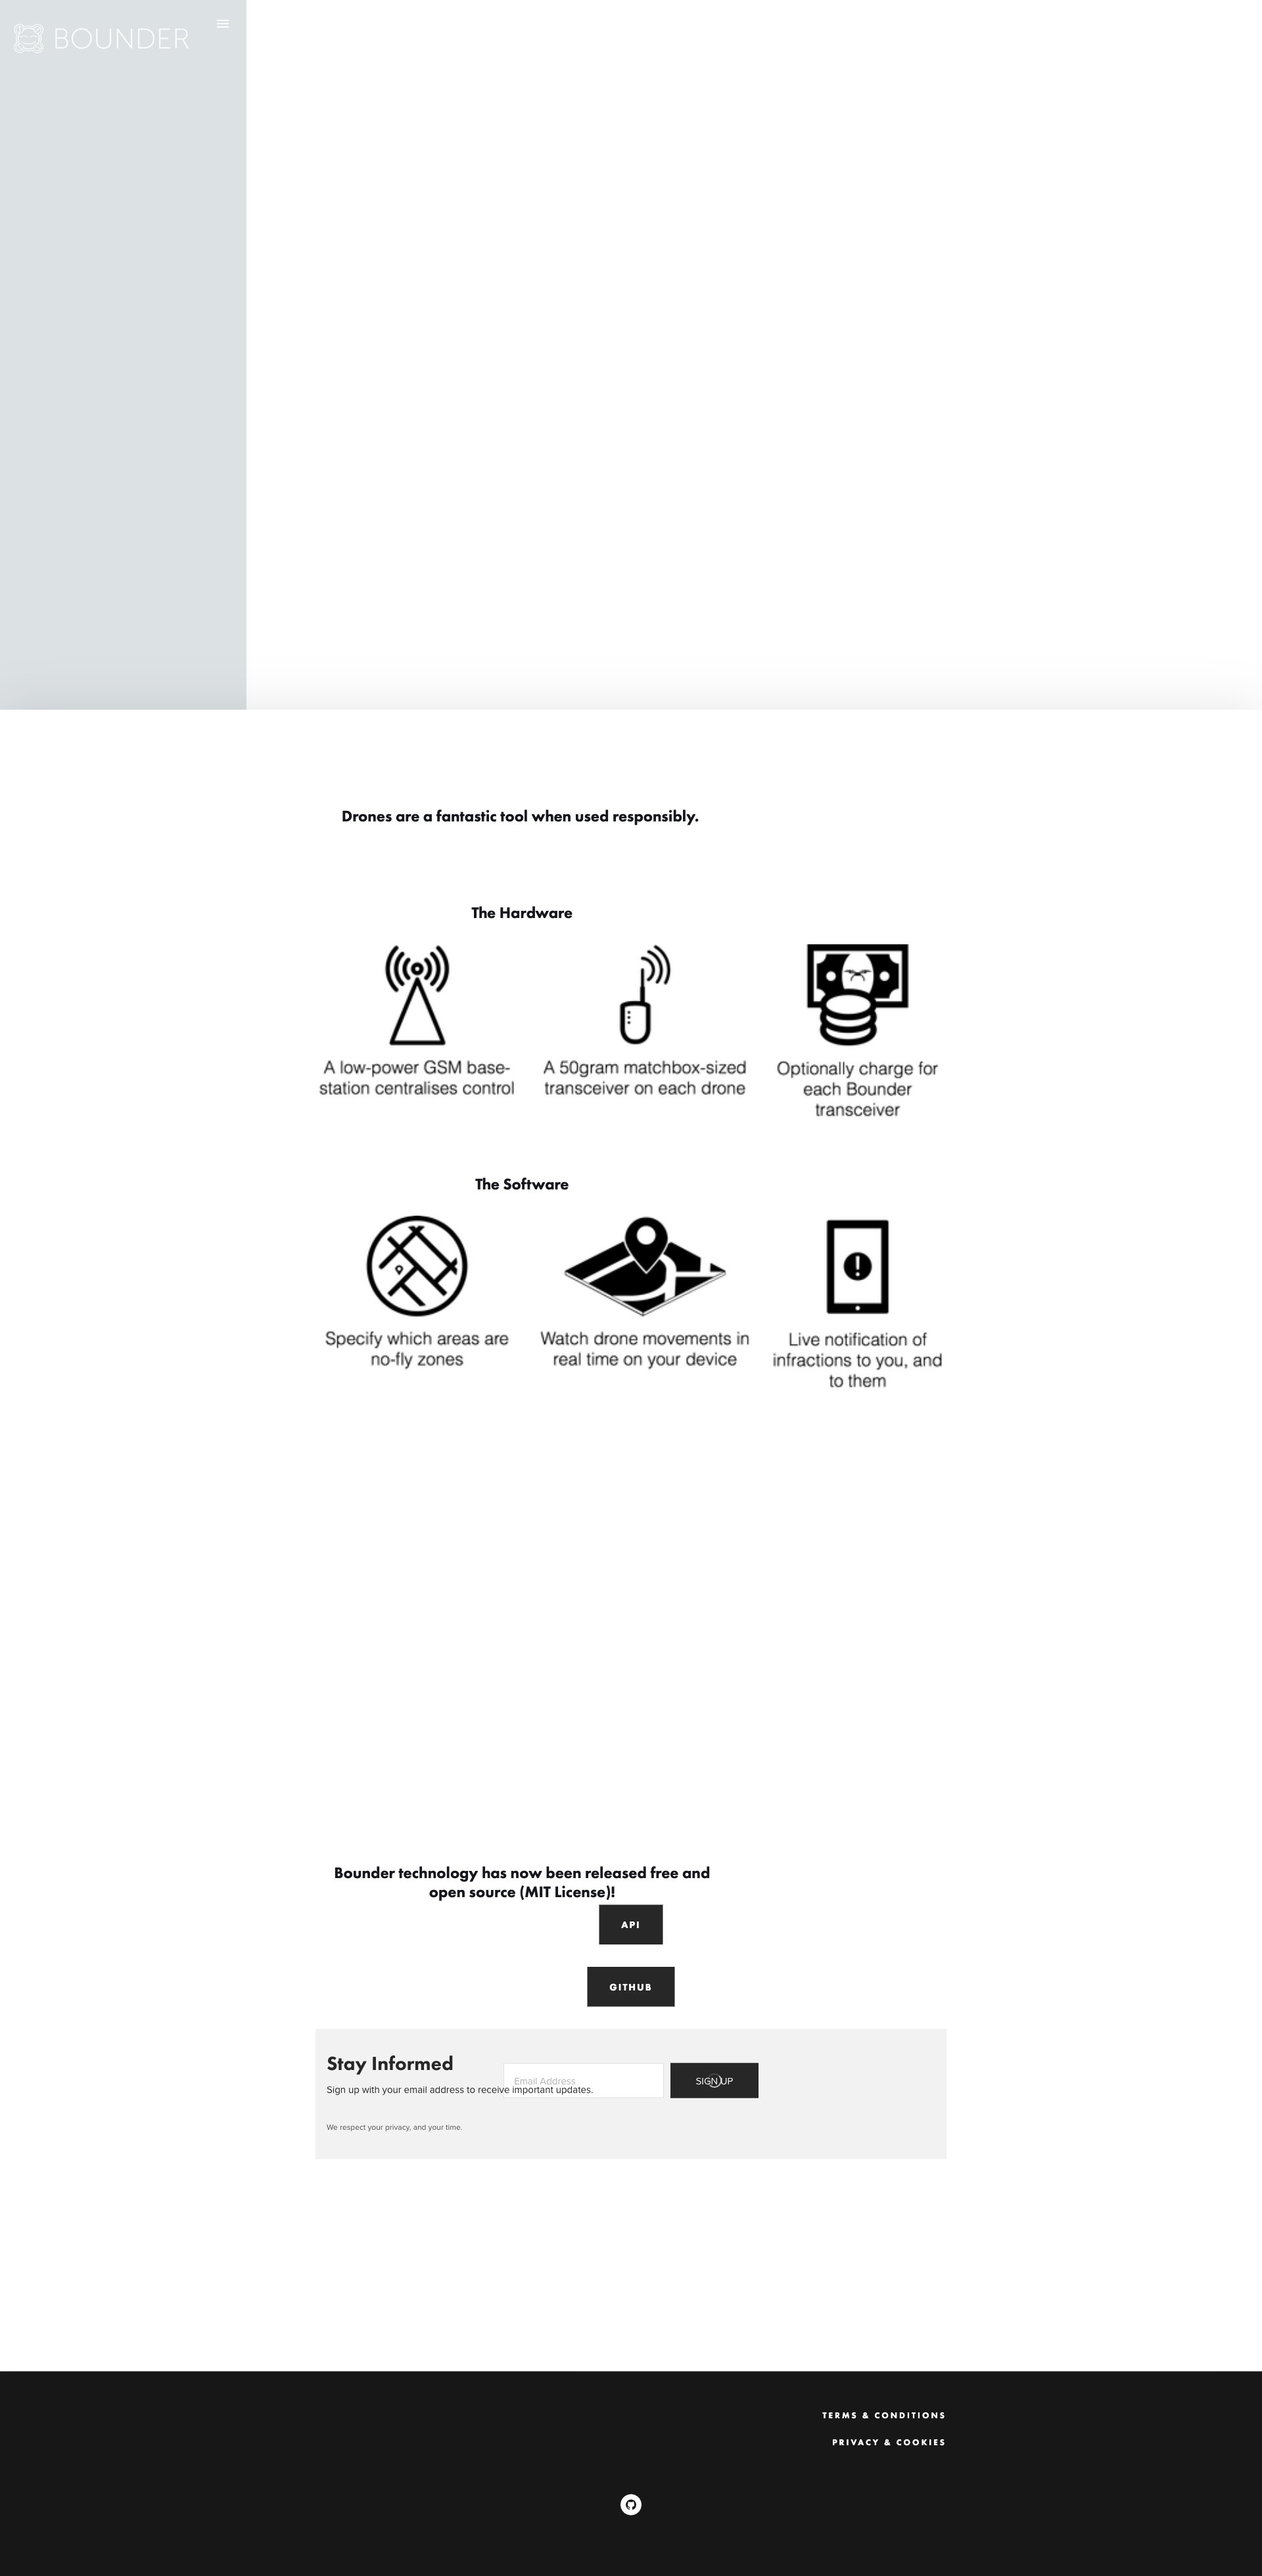 BOUNDER
Drones are a fantastic tool when used responsibly.
The Hardware
A low-power GSM base-
station centralises control
A 50gram matchbox-sized
transceiver on each drone
Optionally charge for
each Bounder
transceiver
The Software
Specify which areas are
no-fly zones
Watch drone movements in
real time on your device
Live notification of
infractions to you, and
to them
Bounder technology has now been released free and
open source (MIT License)!
API
GITHUB
Stay Informed
Email Address
SIGN UP
Sign up with your email address to receive important updates.
We respect your privacy, and your time.
TERMS & CONDITIONS
PRIVACY & COOKIES